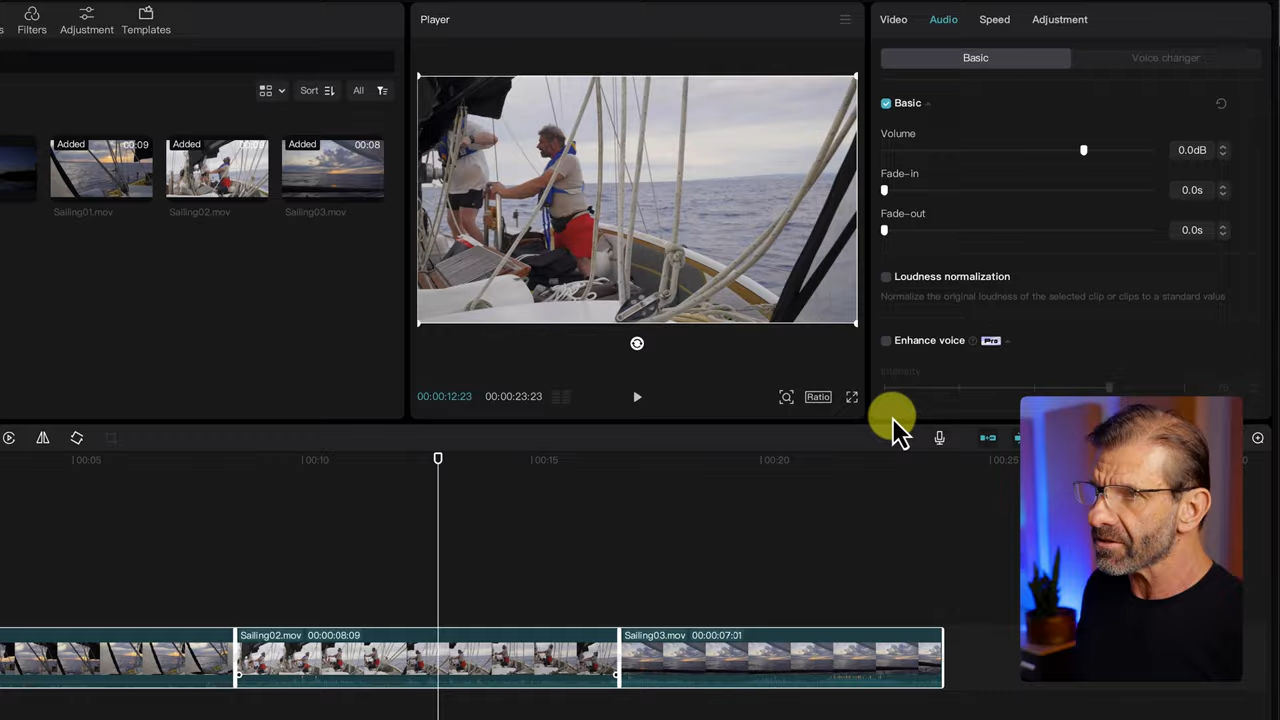 s Filters Adjustment Templates
Sort All
Added 00:09
Added
Added 00:08
Sailing01.mov Sailing02.mov Sailing03.mov
Player
00:00:12:23 00:00:23:23 Ratio
Video Audio Speed Adjustment
Basic Voice changer
Basic
Volume
0.0dB
Fade-in
0.0s
Fade-out
0.0s
Loudness normalization
Normalize the original loudness of the selected clip or clips to a standard value
Enhance voice Pro
Intensity
00:05 00:10 00:15 00:20 00:25
Sailing02.mov 00:00:08:09 Sailing03.mov 00:00:07:01